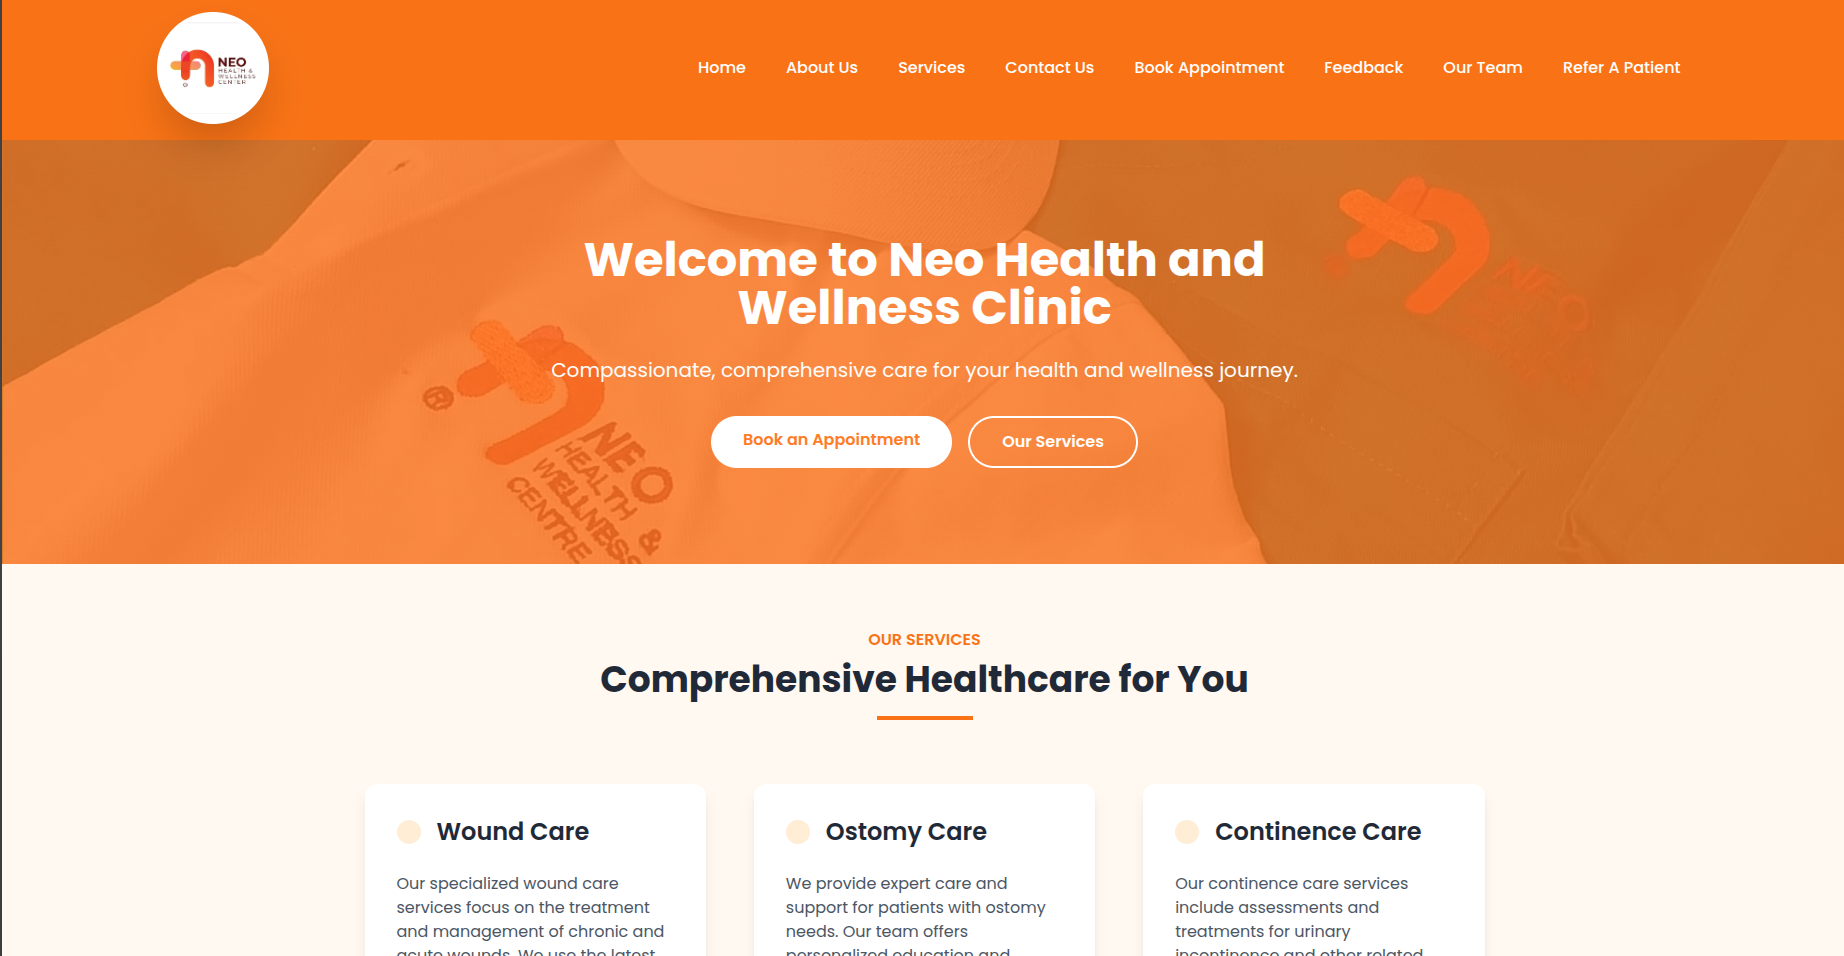 NEO
HEALTH &
WELLNESS
CENTER
Home
About Us
Services
Contact Us
Book Appointment
Feedback
Our Team
Refer A Patient
Welcome to Neo Health and
Wellness Clinic
Compassionate, comprehensive care for your health and wellness journey.
Book an Appointment
Our Services
®
NEO
HEALTH &
WELLNESS
CENTRE
NEO
OUR SERVICES
Comprehensive Healthcare for You
Wound Care
Our specialized wound care
services focus on the treatment
and management of chronic and
acute wounds. We use the latest
Ostomy Care
We provide expert care and
support for patients with ostomy
needs. Our team offers
personalized education and
Continence Care
Our continence care services
include assessments and
treatments for urinary
incontinence and other related